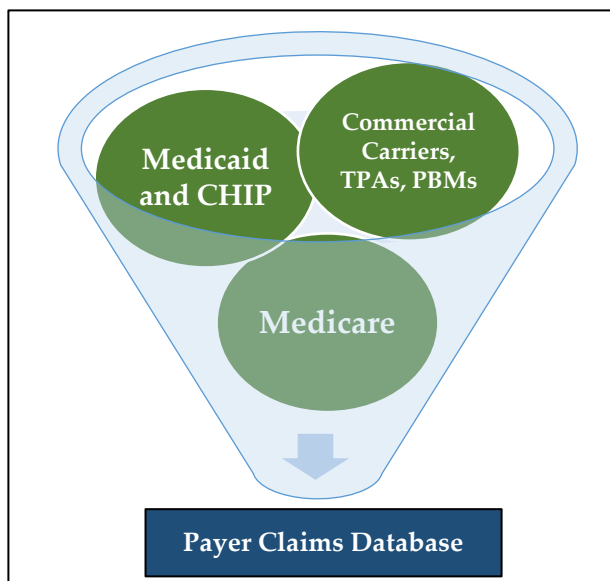 Medicaid
and CHIP
Commercial
Carriers,
TPAs, PBMs
Medicare
Payer Claims Database